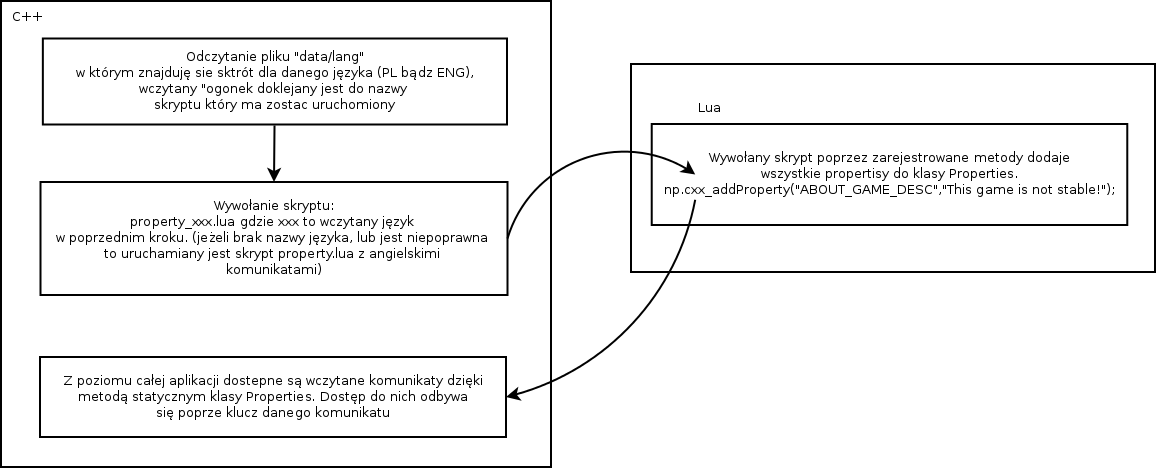 C++
Odczytanie pliku "data/lang"
w którym znajduję sie sktrót dla danego języka (PL bądz ENG),
wczytany "ogonek doklejany jest do nazwy
skryptu który ma zostac uruchomiony
Wywołanie skryptu:
property_xxx.lua gdzie xxx to wczytany język
w poprzednim kroku. (jeżeli brak nazwy języka, lub jest niepoprawna
to uruchamiany jest skrypt property.lua z angielskimi
komunikatami)
Z poziomu całej aplikacji dostepne są wczytane komunikaty dzięki
metodą statycznym klasy Properties. Dostęp do nich odbywa
się poprze klucz danego komunikatu
Lua
Wywołany skrypt poprzez zarejestrowane metody dodaje
wszystkie propertisy do klasy Properties.
np.cxx_addProperty("ABOUT_GAME_DESC","This game is not stable!");